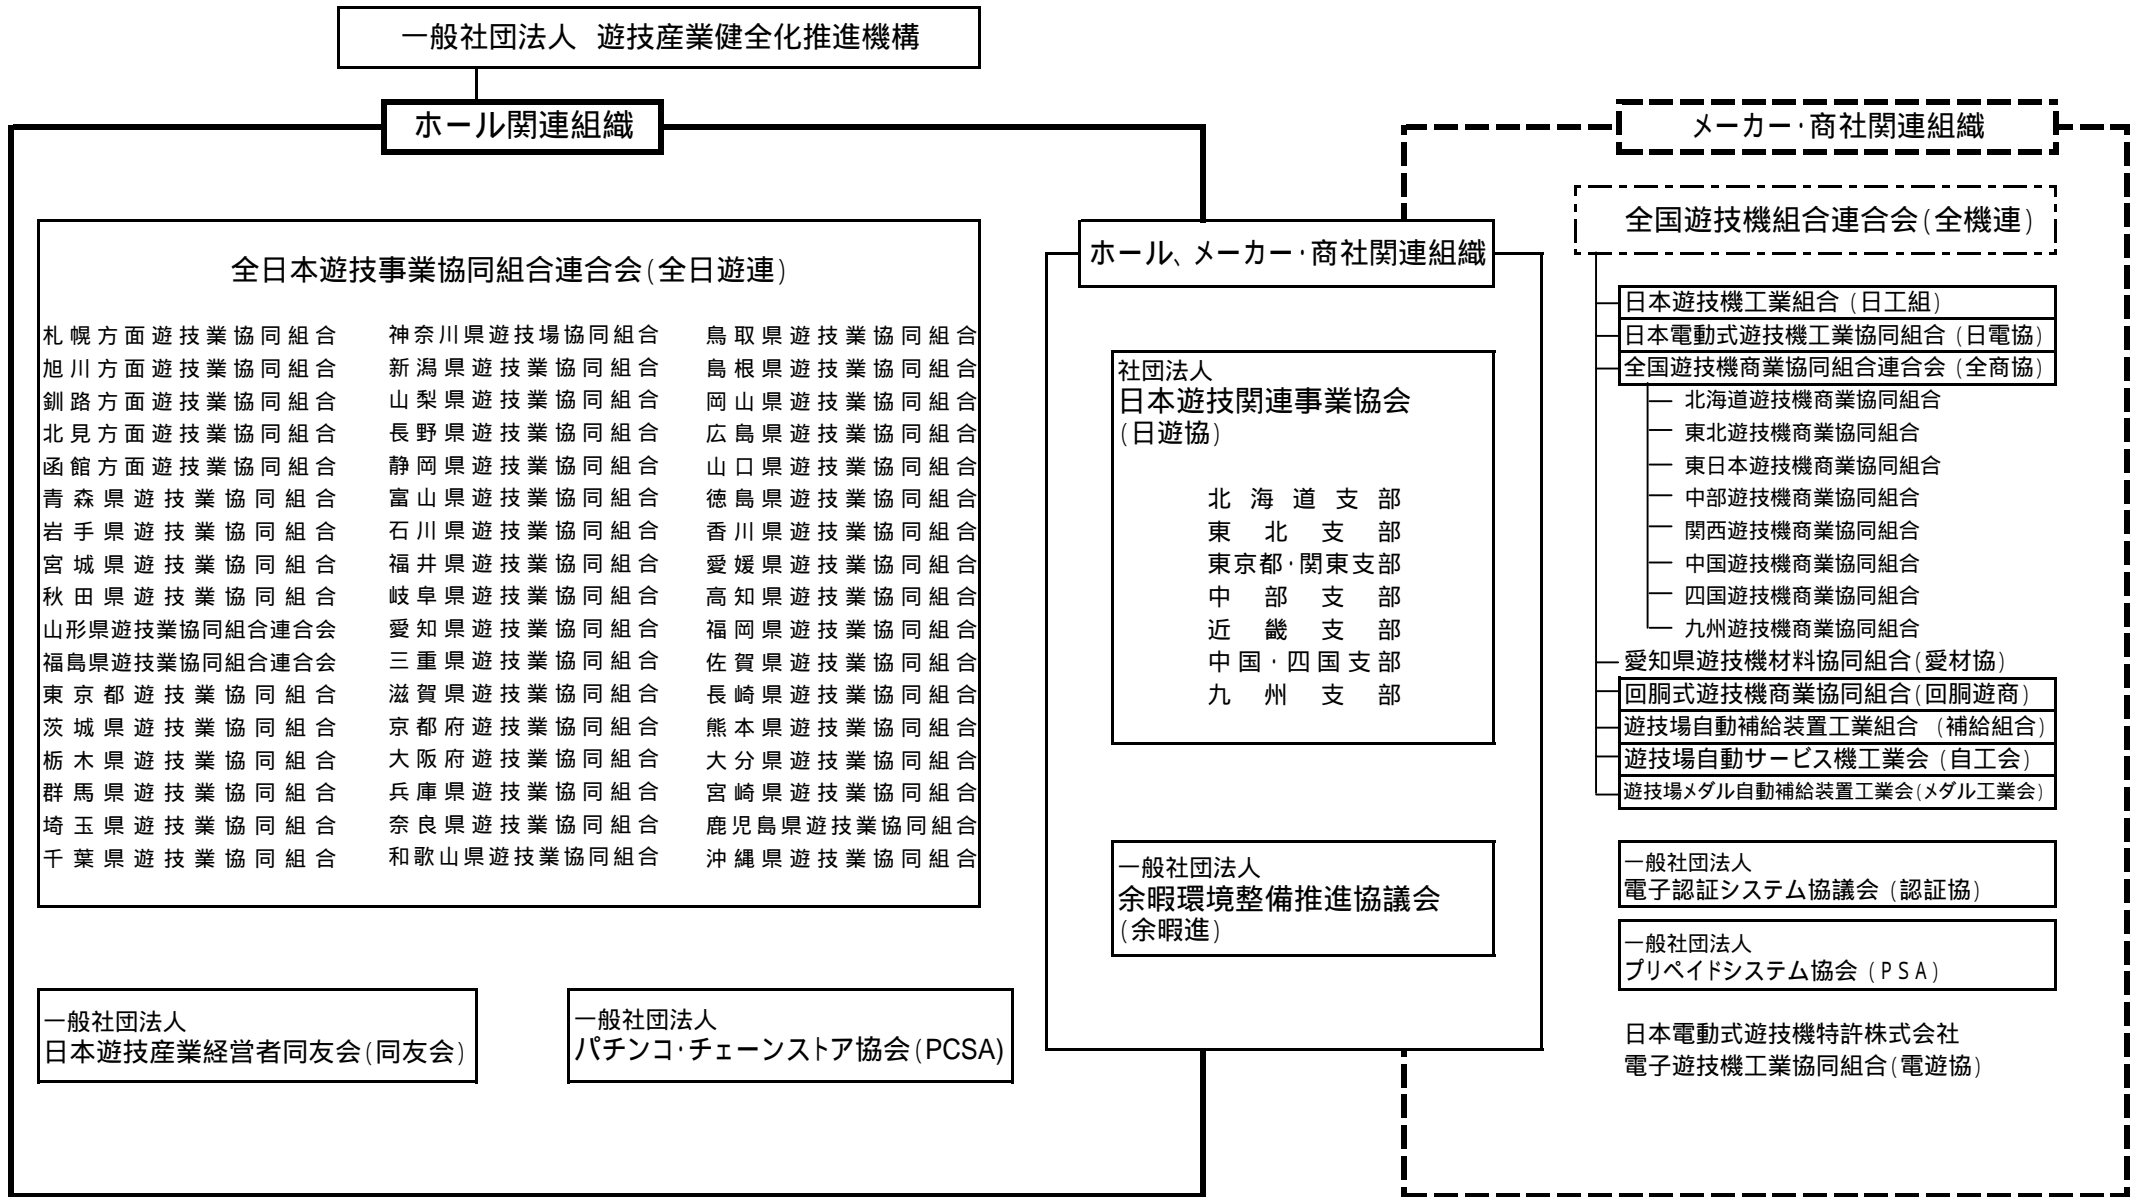 一般社団法人 遊技産業健全化推進機構
ホール関連組織
全日本遊技事業協同組合連合会(全日遊連)
札幌方面遊技業協同組合
旭川方面遊技業協同組合
釧路方面遊技業協同組合
北見方面遊技業協同組合
函館方面遊技業協同組合
青森県遊技業協同組合
岩手県遊技業協同組合
宮城県遊技業協同組合
秋田県遊技業協同組合
山形県遊技業協同組合連合会
福島県遊技業協同組合連合会
東京都遊技業協同組合
茨城県遊技業協同組合
栃木県遊技業協同組合
群馬県遊技業協同組合
埼玉県遊技業協同組合
千葉県遊技業協同組合
神奈川県遊技場協同組合
新潟県遊技業協同組合
山梨県遊技業協同組合
長野県遊技業協同組合
静岡県遊技業協同組合
富山県遊技業協同組合
石川県遊技業協同組合
福井県遊技業協同組合
岐阜県遊技業協同組合
愛知県遊技業協同組合
三重県遊技業協同組合
滋賀県遊技業協同組合
京都府遊技業協同組合
大阪府遊技業協同組合
兵庫県遊技業協同組合
奈良県遊技業協同組合
和歌山県遊技業協同組合
鳥取県遊技業協同組合
島根県遊技業協同組合
岡山県遊技業協同組合
広島県遊技業協同組合
山口県遊技業協同組合
徳島県遊技業協同組合
香川県遊技業協同組合
愛媛県遊技業協同組合
高知県遊技業協同組合
福岡県遊技業協同組合
佐賀県遊技業協同組合
長崎県遊技業協同組合
熊本県遊技業協同組合
大分県遊技業協同組合
宮崎県遊技業協同組合
鹿児島県遊技業協同組合
沖縄県遊技業協同組合
一般社団法人
日本遊技産業経営者同友会(同友会)
一般社団法人
パチンコ・チェーンストア協会(PCSA)
ホール、メーカー・商社関連組織
社団法人
日本遊技関連事業協会
(日遊協)
北海道支部
東北支部
東京都・関東支部
中部支部
近畿支部
中国・四国支部
九州支部
一般社団法人
余暇環境整備推進協議会
(余暇進)
メーカー・商社関連組織
全国遊技機組合連合会(全機連)
日本遊技機工業組合 (日工組)
日本電動式遊技機工業協同組合 (日電協)
全国遊技機商業協同組合連合会 (全商協)
北海道遊技機商業協同組合
東北遊技機商業協同組合
東日本遊技機商業協同組合
中部遊技機商業協同組合
関西遊技機商業協同組合
中国遊技機商業協同組合
四国遊技機商業協同組合
九州遊技機商業協同組合
愛知県遊技機材料協同組合(愛材協)
回胴式遊技機商業協同組合(回胴遊商)
遊技場自動補給装置工業組合 (補給組合)
遊技場自動サービス機工業会 (自工会)
遊技場メダル自動補給装置工業会(メダル工業会)
一般社団法人
電子認証システム協議会 (認証協)
一般社団法人
プリペイドシステム協会 (PSA)
日本電動式遊技機特許株式会社
電子遊技機工業協同組合(電遊協)